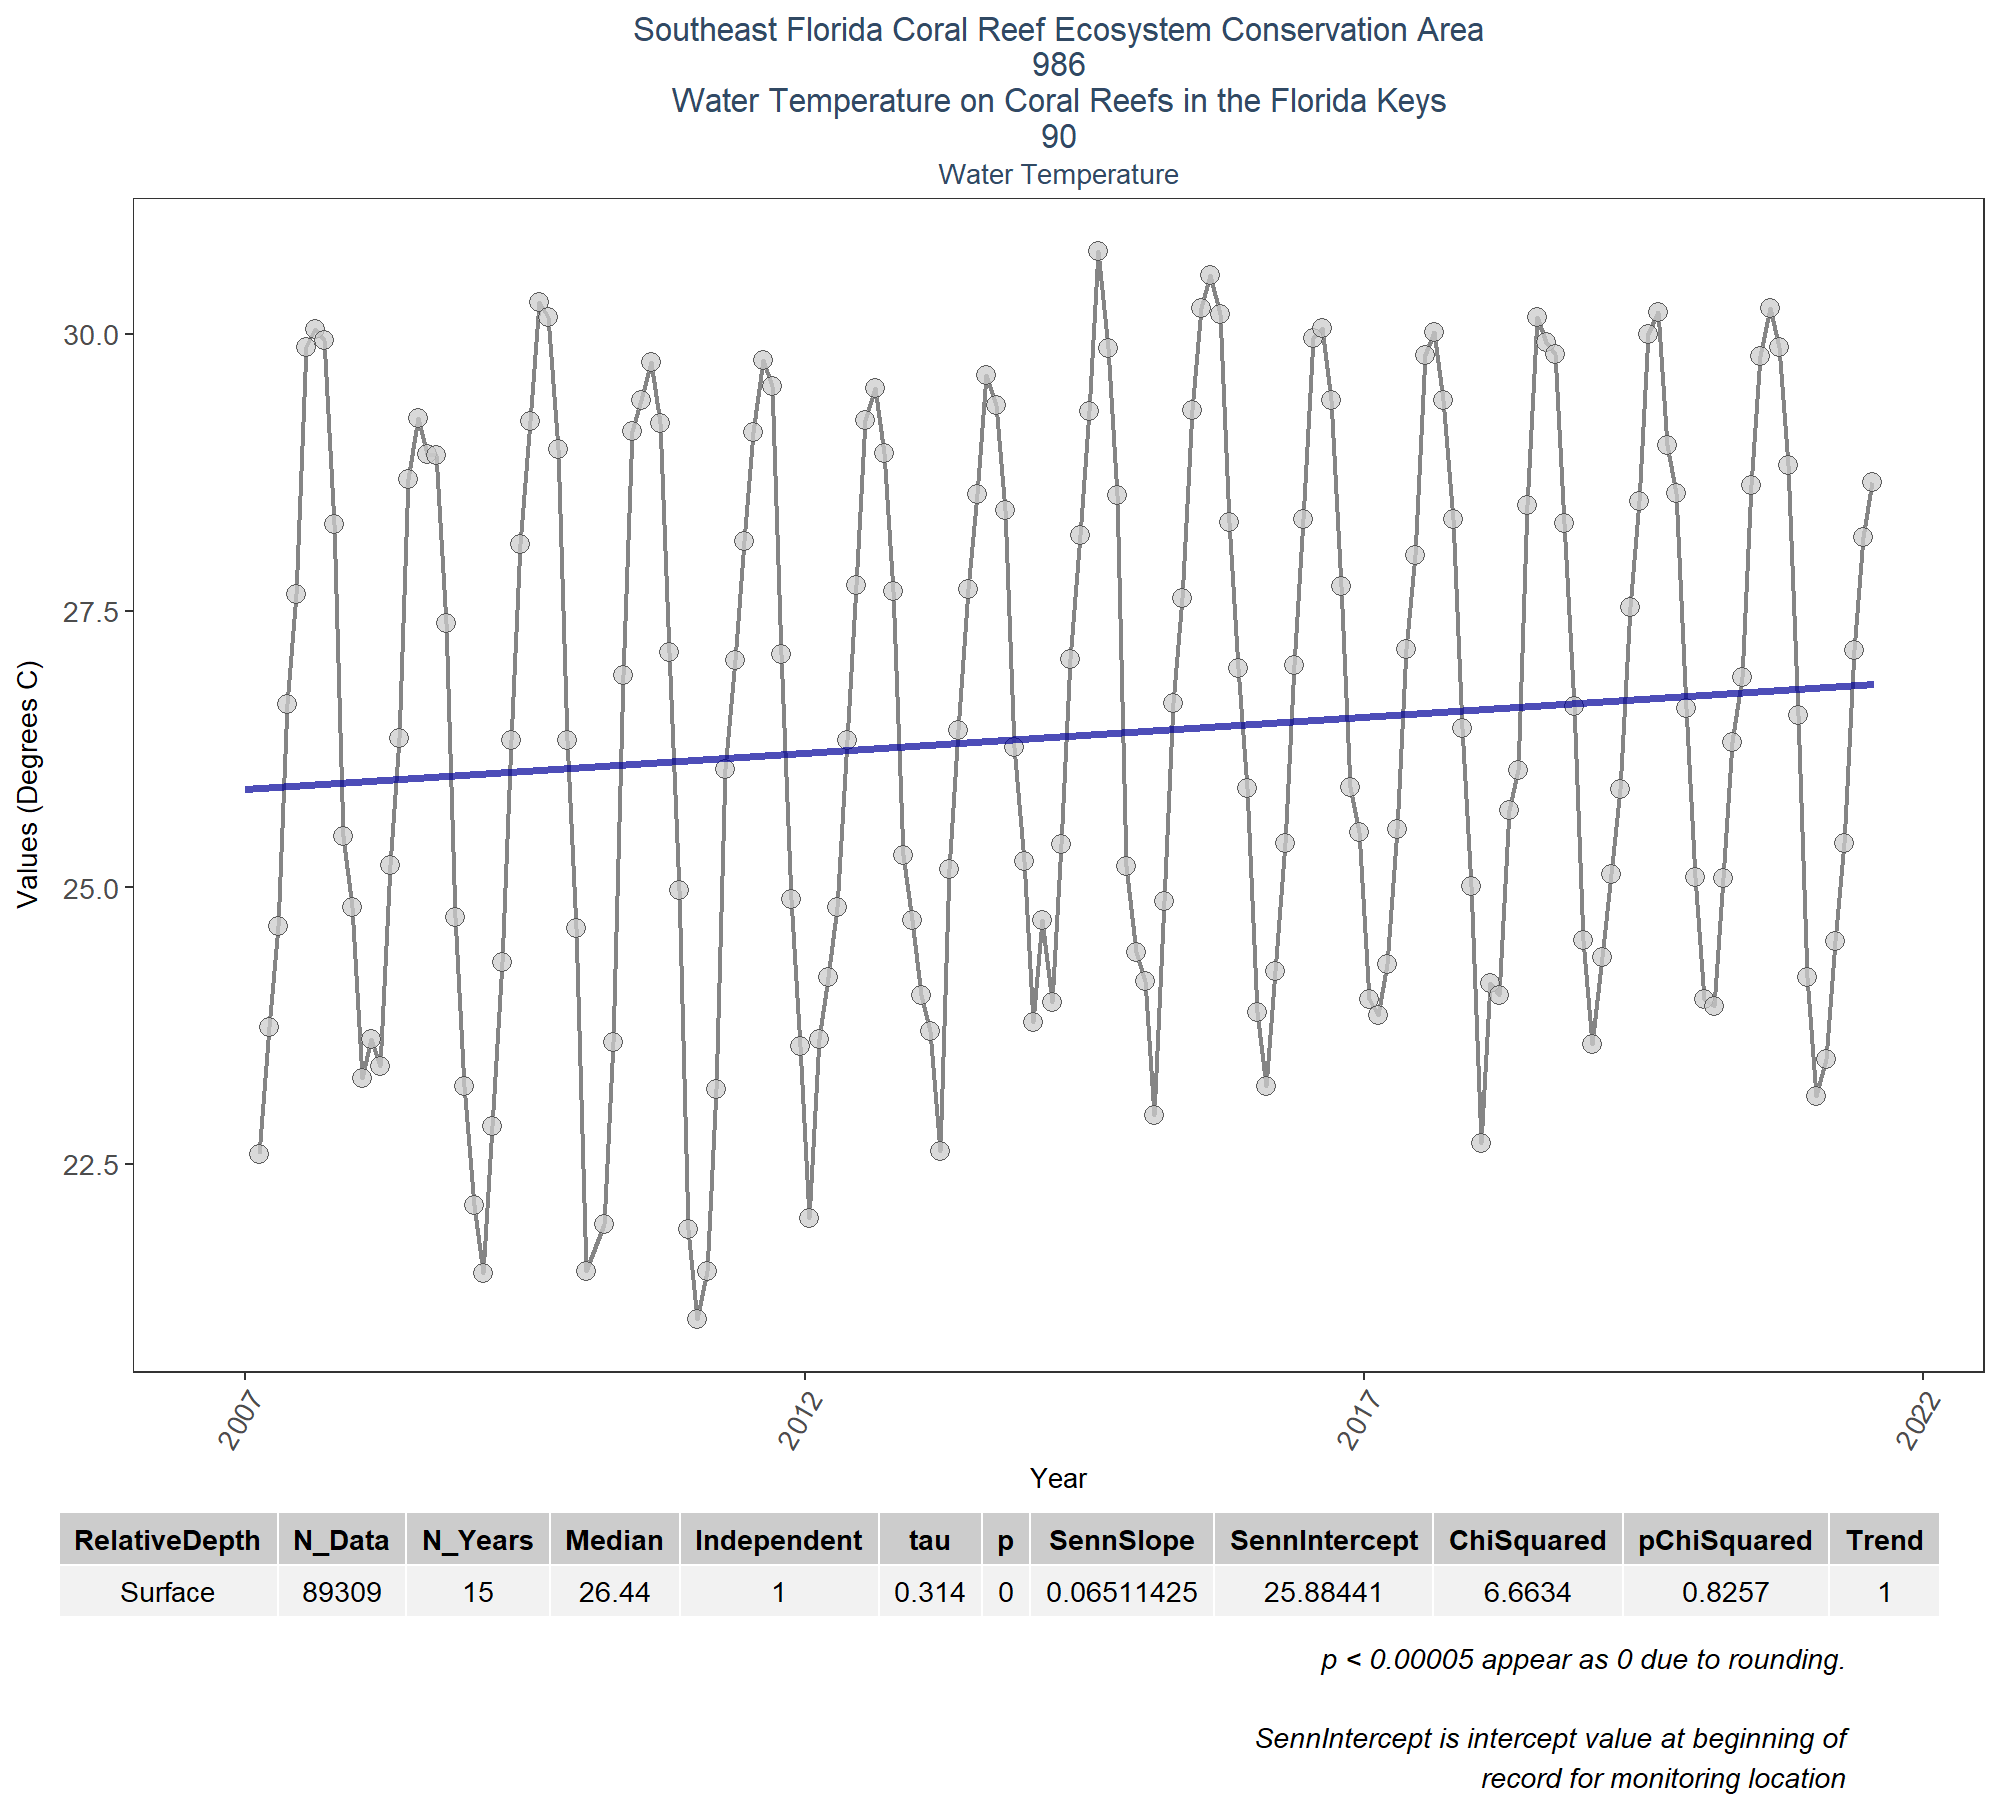 Southeast Florida Coral Reef Ecosystem Conservation Area
986
Water Temperature on Coral Reefs in the Florida Keys
90
Water Temperature
Values (Degrees C)
30.0
27.5
25.0
22.5
2007
2012
2017
2022
Year
RelativeDepth N_Data N_Years Median Independent tau p SennSlope SennIntercept ChiSquared pChiSquared Trend
Surface 89309 15 26.44 1 0.314 0 0.06511425 25.88441 6.6634 0.8257 1
p < 0.00005 appear as 0 due to rounding.
SennIntercept is intercept value at beginning of
record for monitoring location